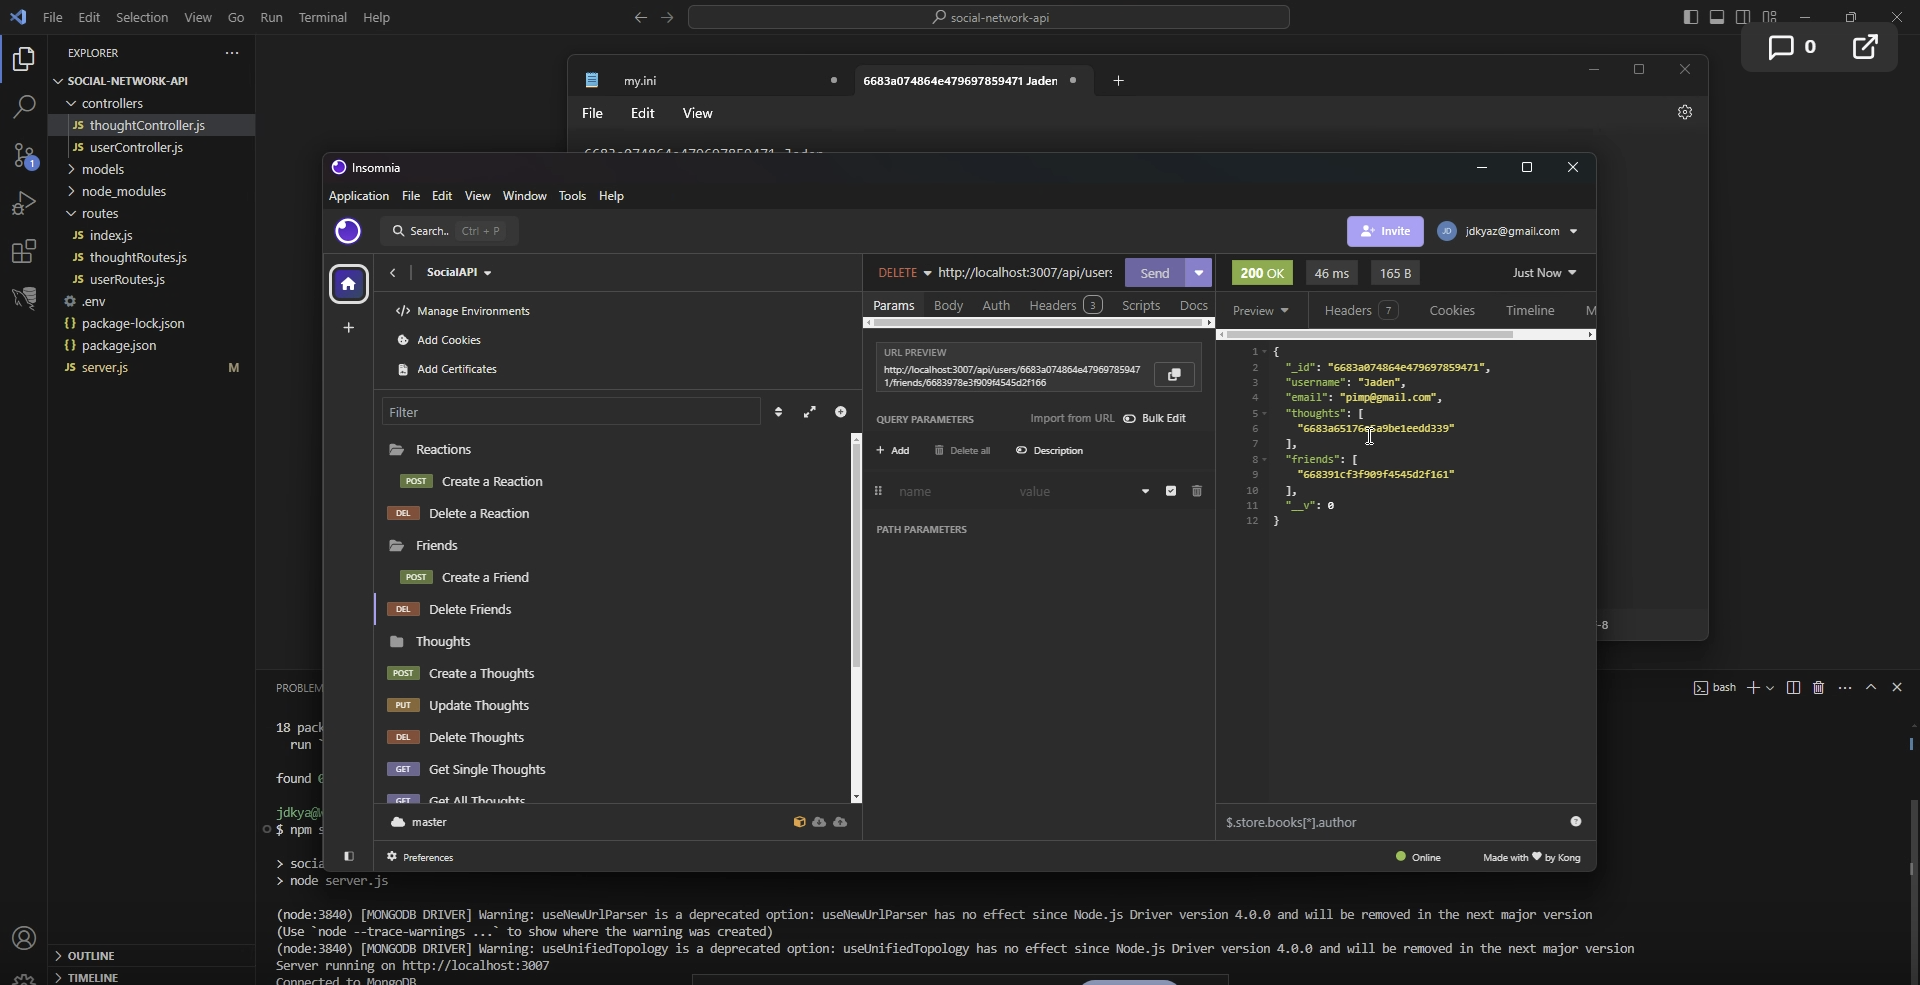 File Edit Selection View Go Run Terminal Help
social-network-api
0
EXPLORER
SOCIAL-NETWORK-API
controllers
JS thoughtController.js
JS userController.js
models
node_modules
routes
JS index.js
JS thoughtRoutes.js
JS userRoutes.js
.env
{} package-lock.json
{} package.json
JS server.js M
OUTLINE
TIMELINE
1
my.ini
6683a074864e479697859471 Jaden
File Edit View
Insomnia
Application File Edit View Window Tools Help
Search.. Ctrl + P
Invite
JD jdkyaz@gmail.com
SocialAPI
Manage Environments
Add Cookies
Add Certificates
Filter
Reactions
POST Create a Reaction
DEL Delete a Reaction
Friends
POST Create a Friend
DEL Delete Friends
Thoughts
POST Create a Thoughts
PUT Update Thoughts
DEL Delete Thoughts
GET Get Single Thoughts
GET Get All Thoughts
master
Preferences
DELETE http://localhost:3007/api/users Send
Params Body Auth Headers 3 Scripts Docs
URL PREVIEW
http://localhost:3007/api/users/6683a074864e47969785947
1/friends/6683978e3f909f4545d2f166
QUERY PARAMETERS Import from URL Bulk Edit
+ Add Delete all Description
name value
PATH PARAMETERS
200 OK 46 ms 165 B Just Now
Preview Headers 7 Cookies Timeline M
1 {
2 "_id": "6683a074864e479697859471",
3 "username": "Jaden",
4 "email": "pimp@gmail.com",
5 "thoughts": [
6
7 ],
8 "friends": [
9 "668391cf3f909f4545d2f161"
10 ],
11 "__v": 0
12 }
$.store.books[*].author
Online Made with ♥ by Kong
-8
PROBLEM
bash
18 pack
run `
found 0
jdkya@
$ npm s
> socia
> node server.js
(node:3840) [MONGODB DRIVER] Warning: useNewUrlParser is a deprecated option: useNewUrlParser has no effect since Node.js Driver version 4.0.0 and will be removed in the next major version
(Use `node --trace-warnings ...` to show where the warning was created)
(node:3840) [MONGODB DRIVER] Warning: useUnifiedTopology is a deprecated option: useUnifiedTopology has no effect since Node.js Driver version 4.0.0 and will be removed in the next major version
Server running on http://localhost:3007
Connected to MongoDB